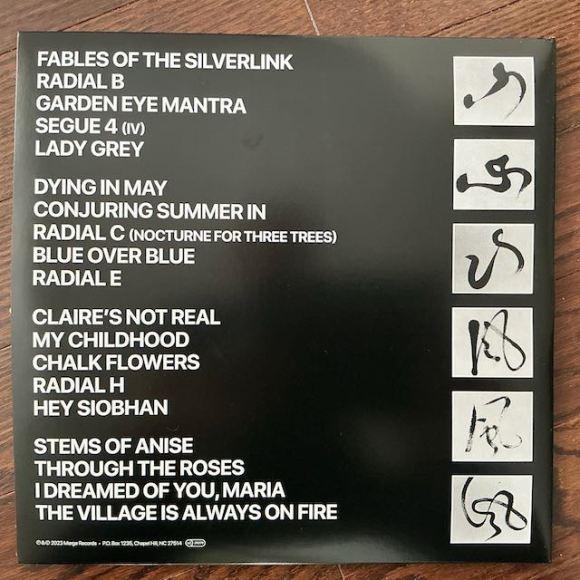 FABLES OF THE SILVERLINK
RADIAL B
GARDEN EYE MANTRA
SEGUE 4 (IV)
LADY GREY
DYING IN MAY
CONJURING SUMMER IN
RADIAL C (NOCTURNE FOR THREE TREES)
BLUE OVER BLUE
RADIAL E
CLAIRE'S NOT REAL
MY CHILDHOOD
CHALK FLOWERS
RADIAL H
HEY SIOBHAN
STEMS OF ANISE
THROUGH THE ROSES
I DREAMED OF YOU, MARIA
THE VILLAGE IS ALWAYS ON FIRE
℗&© 2023 Merge Records • P.O. Box 1235, Chapel Hill, NC 27514